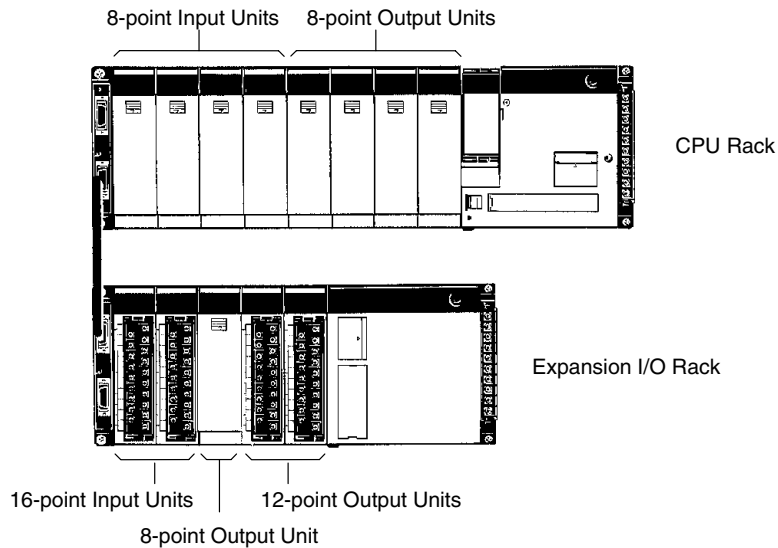 8-point Input Units
8-point Output Units
CPU Rack
Expansion I/O Rack
16-point Input Units
12-point Output Units
8-point Output Unit